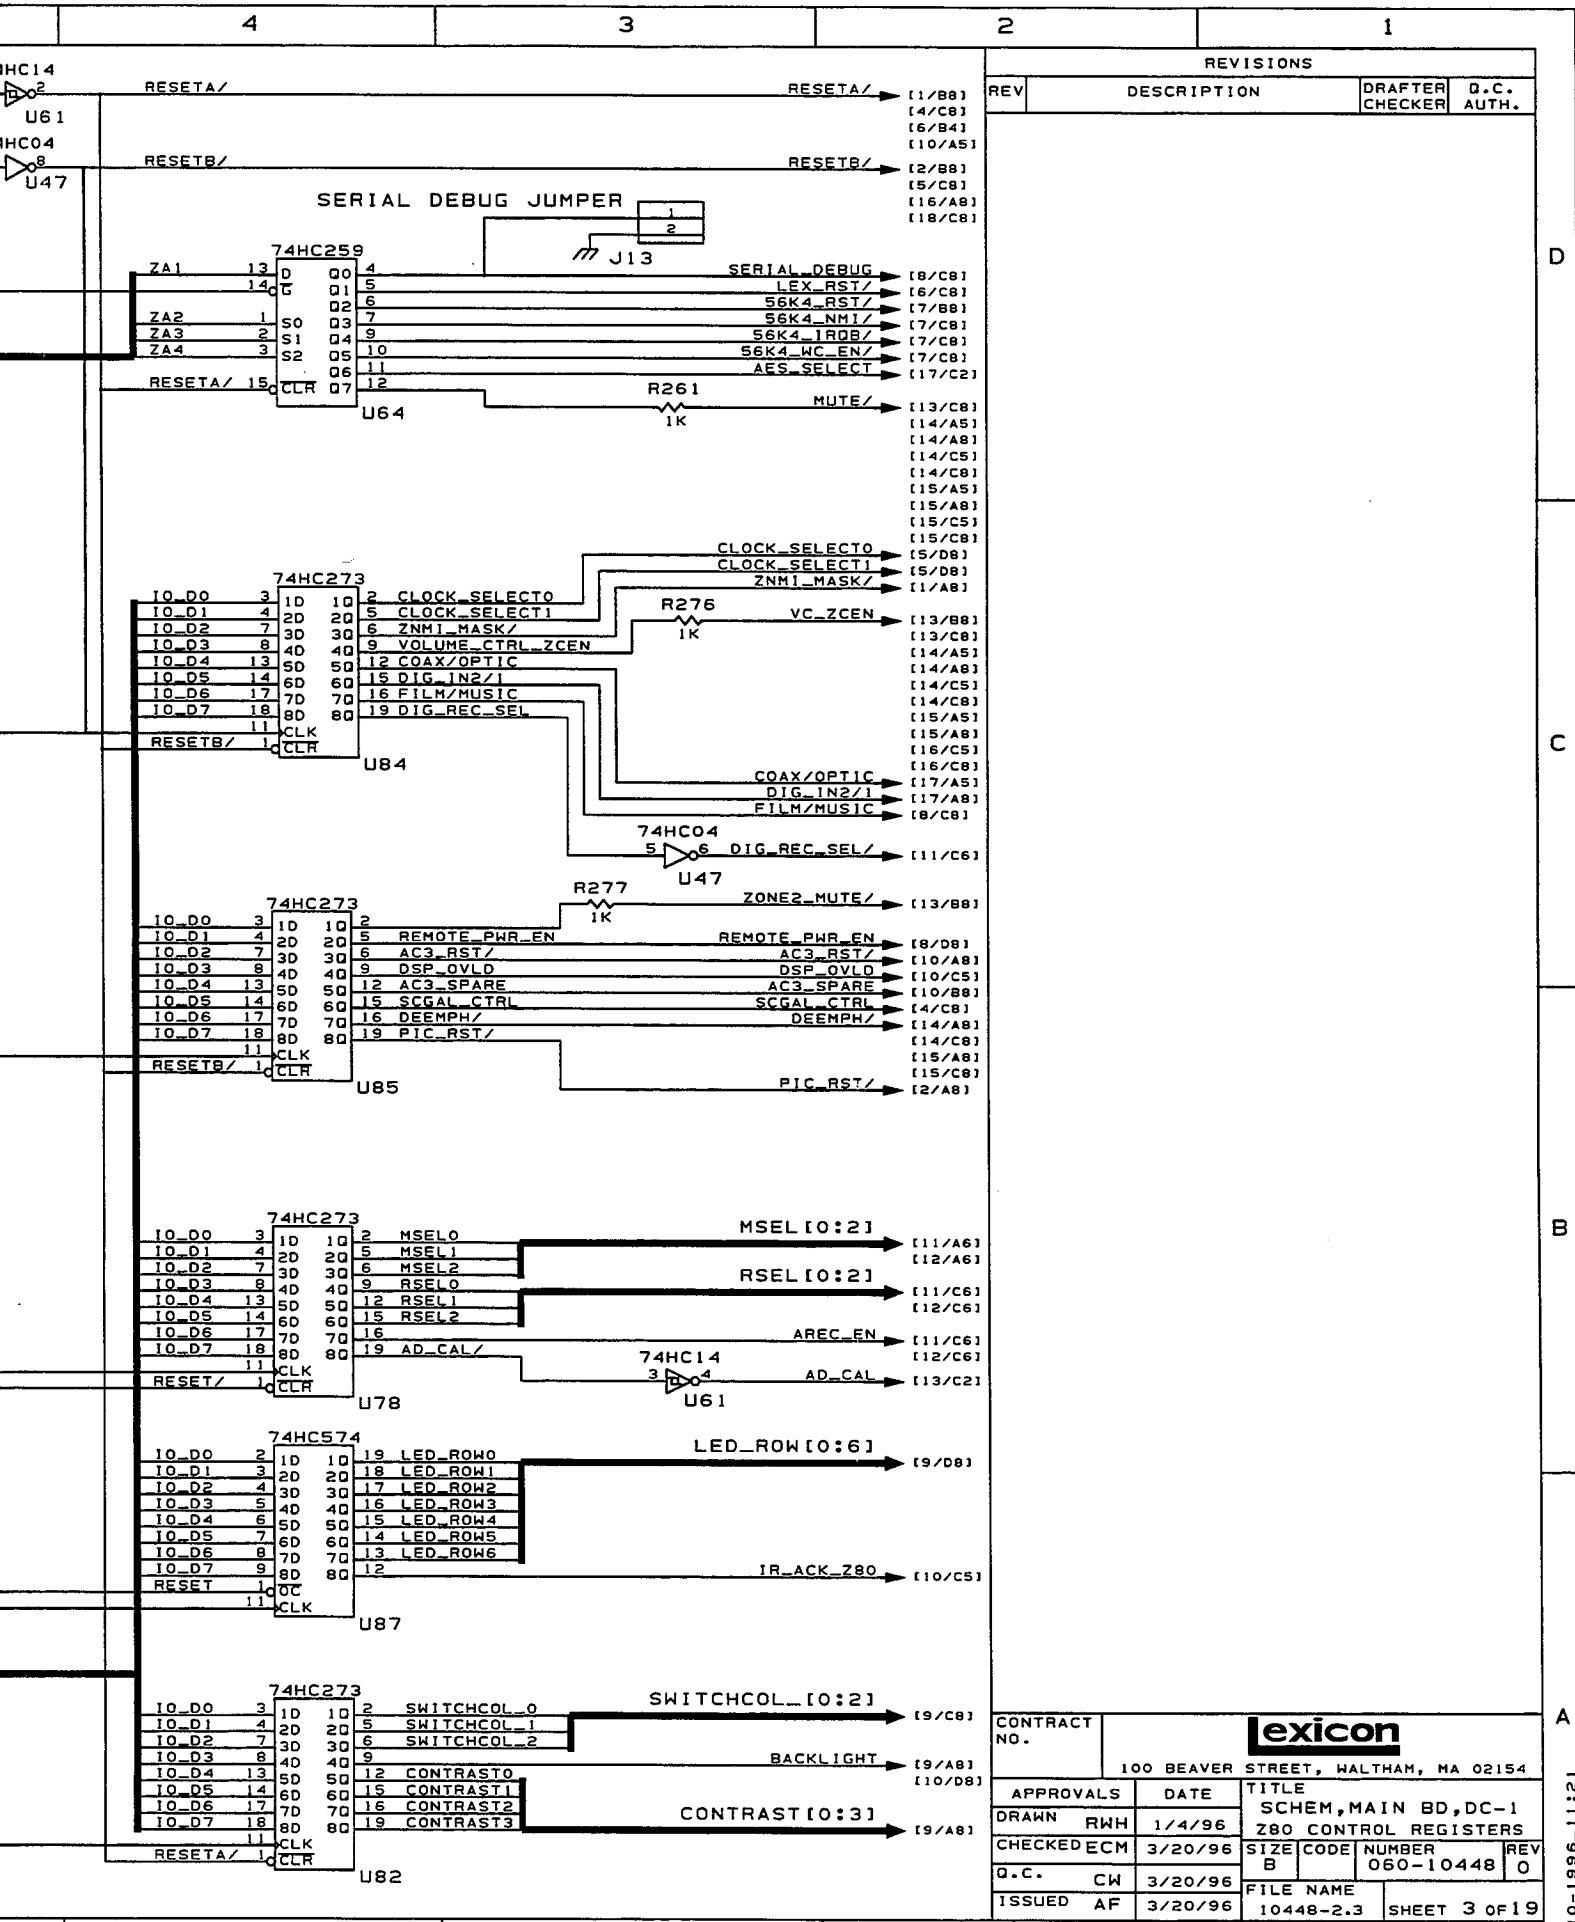 4 3 2 1
REVISIONS
REV DESCRIPTION DRAFTER CHECKER Q.C. AUTH.
HC14
2
U61
RESETA/ RESETA/ [1/B8]
[4/C8]
[6/B4]
[10/A5]
HC04
8
U47
RESETB/ RESETB/ [2/B8]
[5/C8]
[16/A8]
[18/C8]
SERIAL DEBUG JUMPER
1
2
J13
D
74HC259
ZA1 13 D Q0 4 SERIAL_DEBUG [8/C8]
14 G Q1 5 LEX_RST/ [6/C8]
Q2 6 56K4_RST/ [7/B8]
ZA2 1 S0 Q3 7 56K4_NMI/ [7/C8]
ZA3 2 S1 Q4 9 56K4_IRQB/ [7/C8]
ZA4 3 S2 Q5 10 56K4_WC_EN/ [7/C8]
Q6 11 AES_SELECT [17/C2]
RESETA/ 15 CLR Q7 12 R261 1K MUTE/ [13/C8]
U64
[14/A5]
[14/A8]
[14/C5]
[14/C8]
[15/A5]
[15/A8]
[15/C5]
[15/C8]
CLOCK_SELECT0 [5/D8]
CLOCK_SELECT1 [5/D8]
ZNMI_MASK/ [1/A8]
74HC273
IO_D0 3 1D 1Q 2 CLOCK_SELECT0
IO_D1 4 2D 2Q 5 CLOCK_SELECT1
IO_D2 7 3D 3Q 6 ZNMI_MASK/
IO_D3 8 4D 4Q 9 VOLUME_CTRL_ZCEN
IO_D4 13 5D 5Q 12 COAX/OPTIC
IO_D5 14 6D 6Q 15 DIG_IN2/1
IO_D6 17 7D 7Q 16 FILM/MUSIC
IO_D7 18 8D 8Q 19 DIG_REC_SEL
11 CLK
RESETB/ 1 CLR
U84
R276
1K
VC_ZCEN [13/B8]
[13/C8]
[14/A5]
[14/A8]
[14/C5]
[14/C8]
[15/A5]
[15/A8]
[16/C5]
[16/C8]
C
COAX/OPTIC [17/A5]
DIG_IN2/1 [17/A8]
FILM/MUSIC [8/C8]
74HC04
5 6 DIG_REC_SEL/ [11/C6]
U47
R277
1K
ZONE2_MUTE/ [13/B8]
74HC273
IO_D0 3 1D 1Q 2
IO_D1 4 2D 2Q 5 REMOTE_PWR_EN REMOTE_PWR_EN [8/D8]
IO_D2 7 3D 3Q 6 AC3_RST/ AC3_RST/ [10/A8]
IO_D3 8 4D 4Q 9 DSP_OVLD DSP_OVLD [10/C5]
IO_D4 13 5D 5Q 12 AC3_SPARE AC3_SPARE [10/B8]
IO_D5 14 6D 6Q 15 SCGAL_CTRL SCGAL_CTRL [4/C8]
IO_D6 17 7D 7Q 16 DEEMPH/ DEEMPH/ [14/A8]
IO_D7 18 8D 8Q 19 PIC_RST/
[14/C8]
[15/A8]
[15/C8]
11 CLK
RESETB/ 1 CLR
U85
PIC_RST/ [2/A8]
B
74HC273
IO_D0 3 1D 1Q 2 MSEL0 MSEL[0:2] [11/A6]
IO_D1 4 2D 2Q 5 MSEL1 [12/A6]
IO_D2 7 3D 3Q 6 MSEL2
IO_D3 8 4D 4Q 9 RSEL0 RSEL[0:2] [11/C6]
IO_D4 13 5D 5Q 12 RSEL1 [12/C6]
IO_D5 14 6D 6Q 15 RSEL2
IO_D6 17 7D 7Q 16 AREC_EN [11/C6]
IO_D7 18 8D 8Q 19 AD_CAL/ [12/C6]
11 CLK
RESET/ 1 CLR
U78
74HC14
3 4 AD_CAL [13/C2]
U61
74HC574
IO_D0 2 1D 1Q 19 LED_ROW0 LED_ROW[0:6] [9/D8]
IO_D1 3 2D 2Q 18 LED_ROW1
IO_D2 4 3D 3Q 17 LED_ROW2
IO_D3 5 4D 4Q 16 LED_ROW3
IO_D4 6 5D 5Q 15 LED_ROW4
IO_D5 7 6D 6Q 14 LED_ROW5
IO_D6 8 7D 7Q 13 LED_ROW6
IO_D7 9 8D 8Q 12 IR_ACK_Z80 [10/C5]
RESET 1 OC
11 CLK
U87
74HC273
IO_D0 3 1D 1Q 2 SWITCHCOL_0 SWITCHCOL_[0:2] [9/C8]
IO_D1 4 2D 2Q 5 SWITCHCOL_1
IO_D2 7 3D 3Q 6 SWITCHCOL_2
IO_D3 8 4D 4Q 9 BACKLIGHT [9/A8]
IO_D4 13 5D 5Q 12 CONTRAST0 [10/D8]
IO_D5 14 6D 6Q 15 CONTRAST1
IO_D6 17 7D 7Q 16 CONTRAST2
IO_D7 18 8D 8Q 19 CONTRAST3 CONTRAST[0:3] [9/A8]
11 CLK
RESETA/ 1 CLR
U82
A
CONTRACT NO.
lexicon
100 BEAVER STREET, WALTHAM, MA 02154
APPROVALS DATE
DRAWN RWH 1/4/96
CHECKED ECM 3/20/96
Q.C. CW 3/20/96
ISSUED AF 3/20/96
TITLE
SCHEM,MAIN BD,DC-1
Z80 CONTROL REGISTERS
SIZE B CODE NUMBER 060-10448 REV 0
FILE NAME 10448-2.3 SHEET 3 OF 19